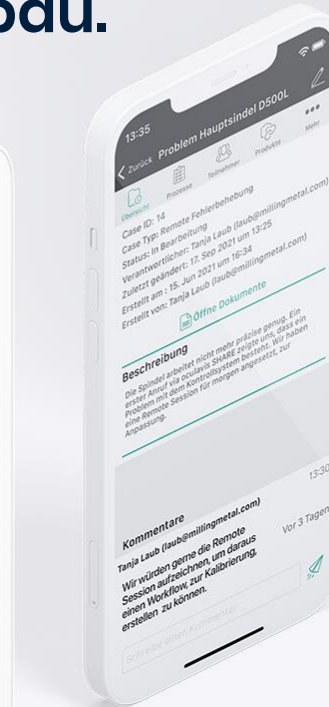 odu.
13:35
Zurück Problem Hauptsindel D500L
Übersicht Prozesse Teilnehmer Produkte Mehr
Case ID: 14
Case Typ: Remote Fehlerbehebung
Status: In Bearbeitung
Verantwortlicher: Tanja Laub (laub@millingmetal.com)
Zuletzt geändert: 17. Sep 2021 um 13:25
Erstellt am : 15. Jun 2021 um 16:34
Erstellt von: Tanja Laub (laub@millingmetal.com)
Öffne Dokumente
Beschreibung
Die Spindel arbeitet nicht mehr präzise genug. Ein
erster Anruf via oculavis SHARE zeigte uns, dass ein
Problem mit dem Kontrollsystem besteht. Wir haben
eine Remote Session für morgen angesetzt, zur
Anpassung.
Kommentare
13:30
Tanja Laub (laub@millingmetal.com)
Vor 3 Tagen
Wir würden gerne die Remote
Session aufzeichnen, um daraus
einen Workflow, zur Kalibrierung,
erstellen zu können.
Schreibe einen Kommentar